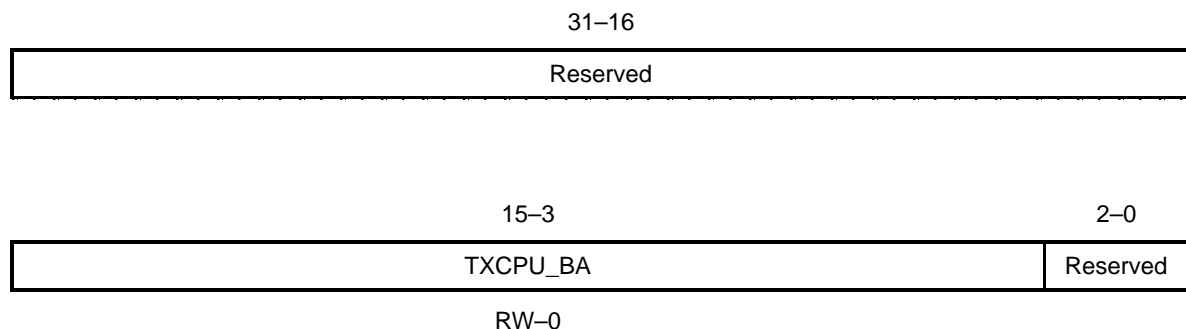 31–16
Reserved
15–3 2–0
TXCPU_BA Reserved
RW–0